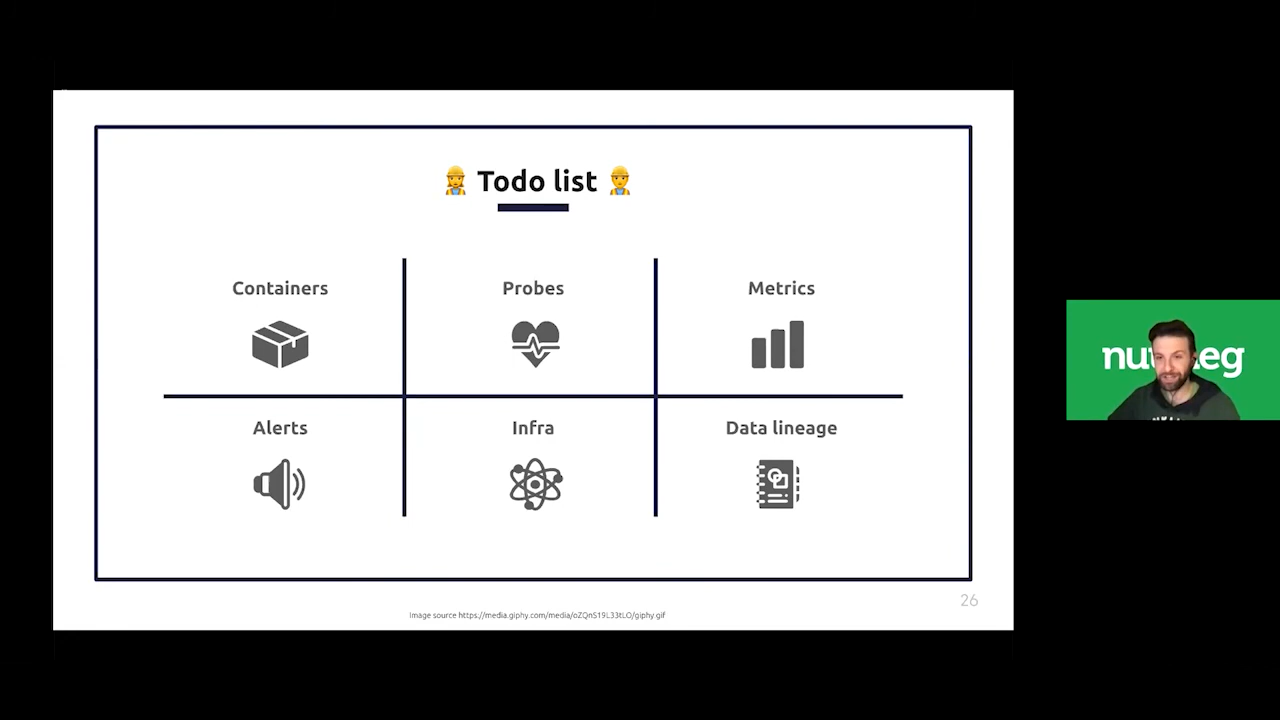 Todo list
Containers
Probes
Metrics
Alerts
Infra
Data lineage
Image source https://media.giphy.com/media/oZQnS19L33tLO/giphy.gif
26